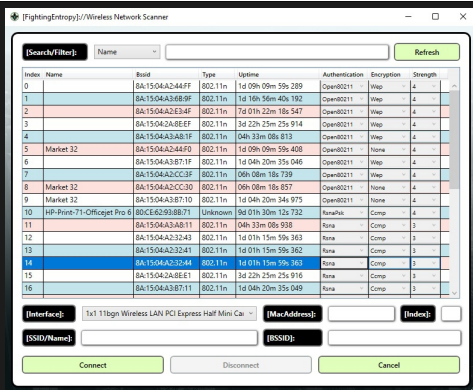 [FightingEntropy]://Wireless Network Scanner
[Search/Filter]: Name Refresh
Index Name Bssid Type Uptime Authentication Encryption Strength
0 8A:15:04:A2:44:FF 802.11n 1d 09h 09m 59s 289 Open80211 Wep 4
1 8A:15:04:A3:6B:9F 802.11n 1d 16h 56m 40s 192 Open80211 Wep 4
2 8A:15:04:A2:E3:4F 802.11n 7d 01h 22m 18s 547 Open80211 Wep 4
3 8A:15:04:2A:8E:EF 802.11n 3d 22h 25m 25s 914 Open80211 Wep 4
4 8A:15:04:A3:A8:1F 802.11n 04h 33m 08s 813 Open80211 Wep 4
5 Market 32 8A:15:04:A2:44:F0 802.11n 1d 09h 09m 59s 408 Open80211 None 4
6 8A:15:04:A3:B7:1F 802.11n 1d 04h 20m 35s 046 Open80211 Wep 4
7 8A:15:04:A2:CC:3F 802.11n 06h 08m 18s 739 Open80211 Wep 4
8 Market 32 8A:15:04:A2:CC:30 802.11n 06h 08m 18s 857 Open80211 None 4
9 Market 32 8A:15:04:A3:B7:10 802.11n 1d 04h 20m 34s 975 Open80211 None 4
10 HP-Print-71-Officejet Pro 6 80:CE:62:93:8B:71 Unknown 9d 01h 30m 12s 732 RsnaPsk Ccmp 4
11 8A:15:04:A3:A8:11 802.11n 04h 33m 08s 938 Rsna Ccmp 3
12 8A:15:04:A2:32:43 802.11n 1d 01h 15m 59s 363 Rsna Ccmp 3
13 8A:15:04:A2:32:41 802.11n 1d 01h 15m 59s 362 Rsna Ccmp 3
14 8A:15:04:A2:32:44 802.11n 1d 01h 15m 59s 363 Rsna Ccmp 3
15 8A:15:04:2A:8E:E1 802.11n 3d 22h 25m 25s 916 Rsna Ccmp 3
16 8A:15:04:A3:B7:11 802.11n 1d 04h 20m 35s 049 Rsna Ccmp 3
[Interface]: 1x1 11bgn Wireless LAN PCI Express Half Mini Car [MacAddress]: [Index]:
[SSID/Name]: [BSSID]:
Connect Disconnect Cancel